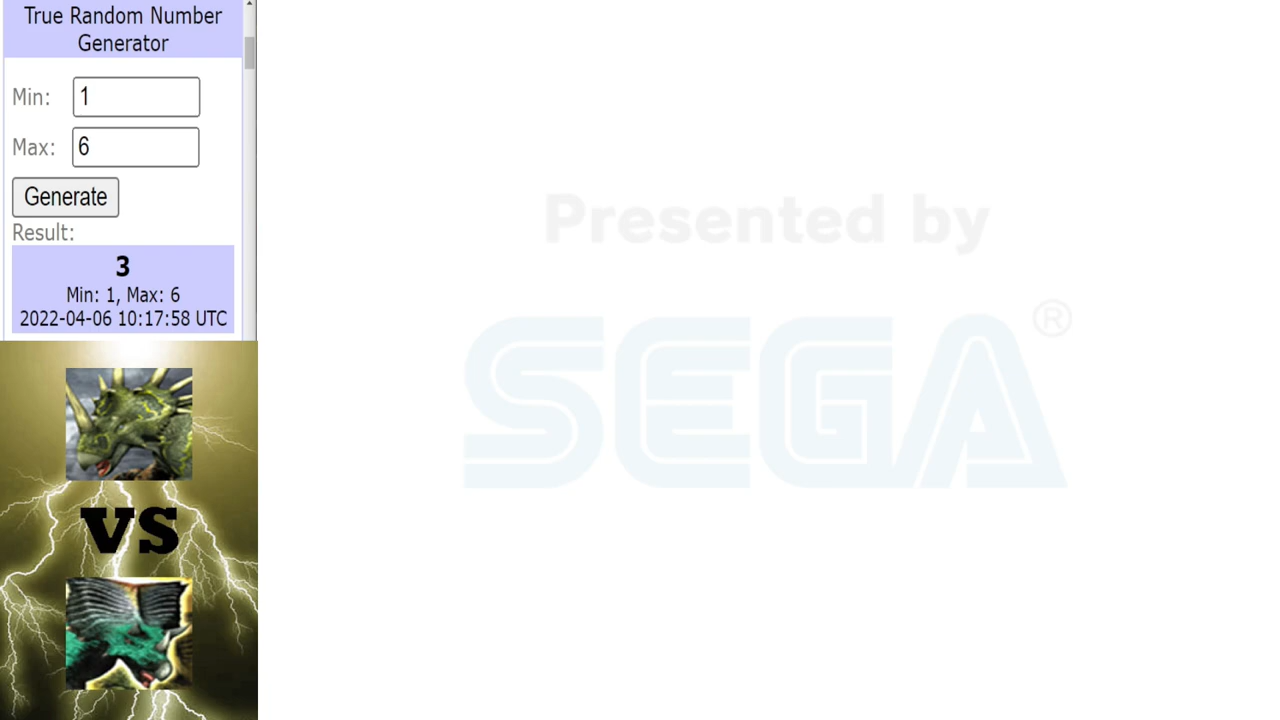 True Random Number
Generator
Min: 1
Max: 6
Generate
Result:
3
Min: 1, Max: 6
2022-04-06 10:17:58 UTC
vs
Presented by
SEGA®